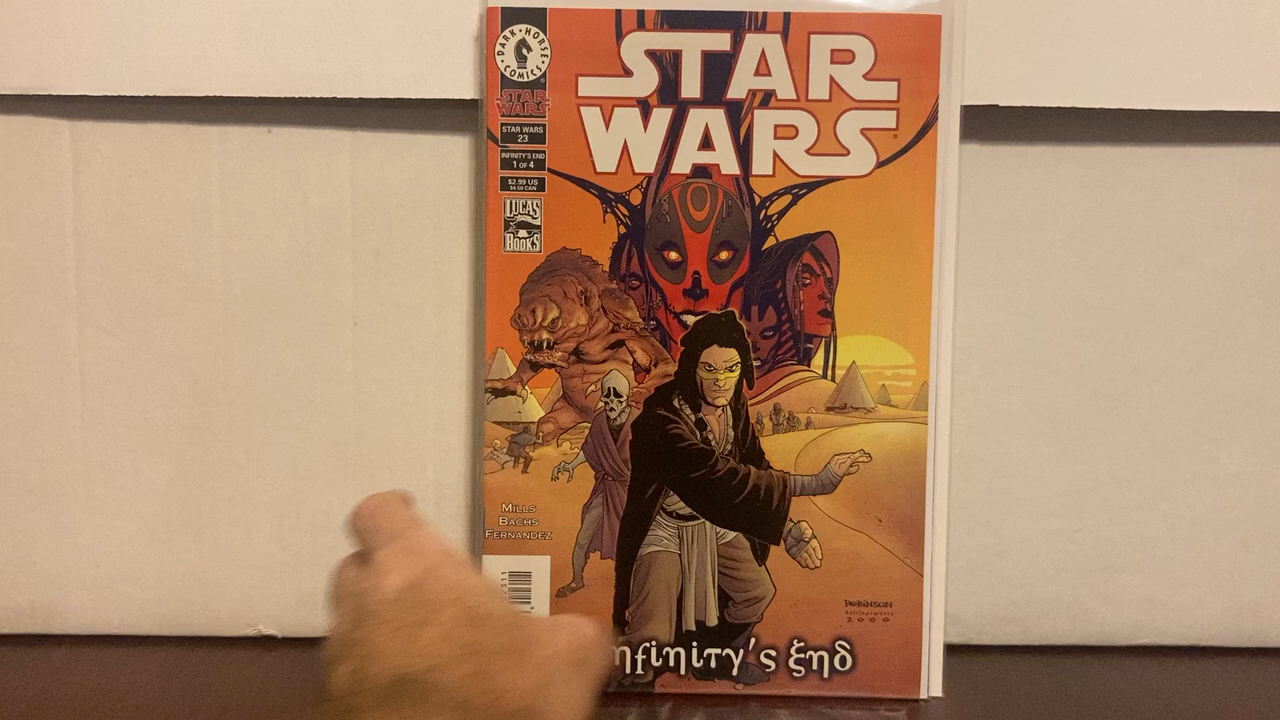 DARK·HORSE
COMICS
STAR
WARS
STAR WARS
23
INFINITY'S END
1 OF 4
$2.99 US
$4.50 CAN
LUCAS
BOOKS
STAR
WARS
MILLS
BACHS
FERNANDEZ
ROBINSON
2000
nfinity's End